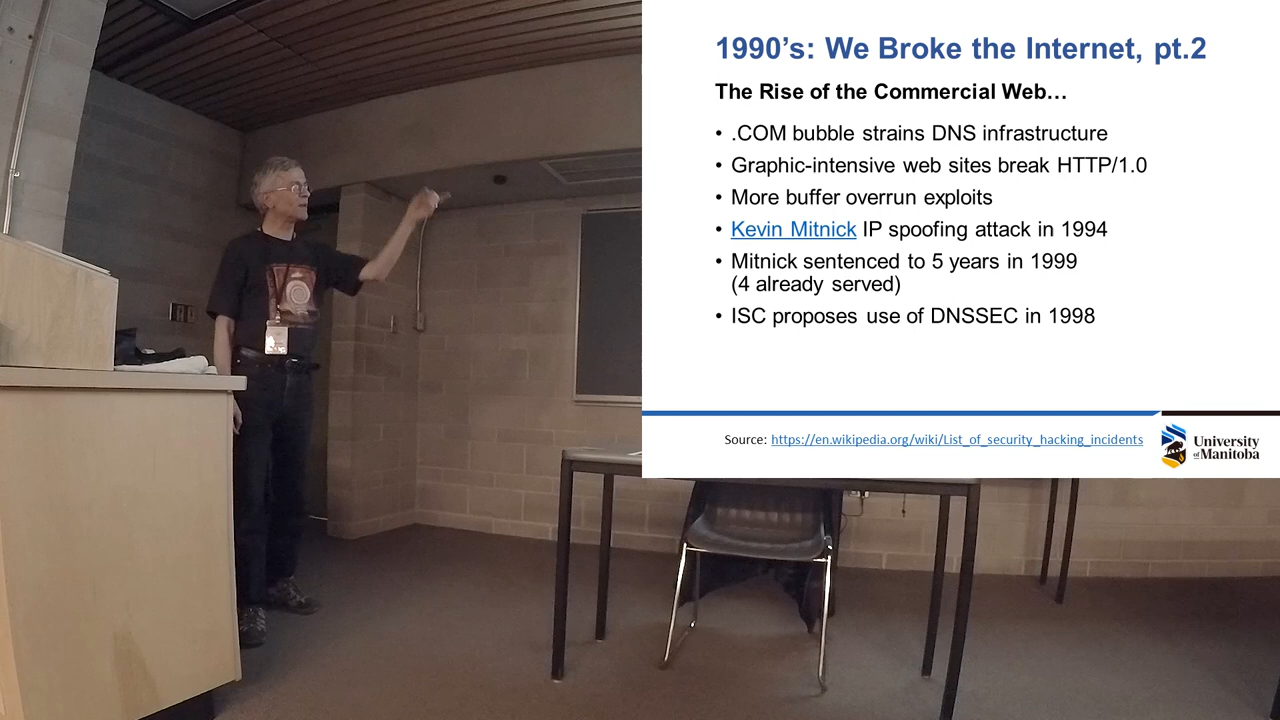 1990’s: We Broke the Internet, pt.2
The Rise of the Commercial Web…
• .COM bubble strains DNS infrastructure
• Graphic-intensive web sites break HTTP/1.0
• More buffer overrun exploits
• Kevin Mitnick IP spoofing attack in 1994
• Mitnick sentenced to 5 years in 1999
(4 already served)
• ISC proposes use of DNSSEC in 1998
Source: https://en.wikipedia.org/wiki/List_of_security_hacking_incidents
University
of Manitoba